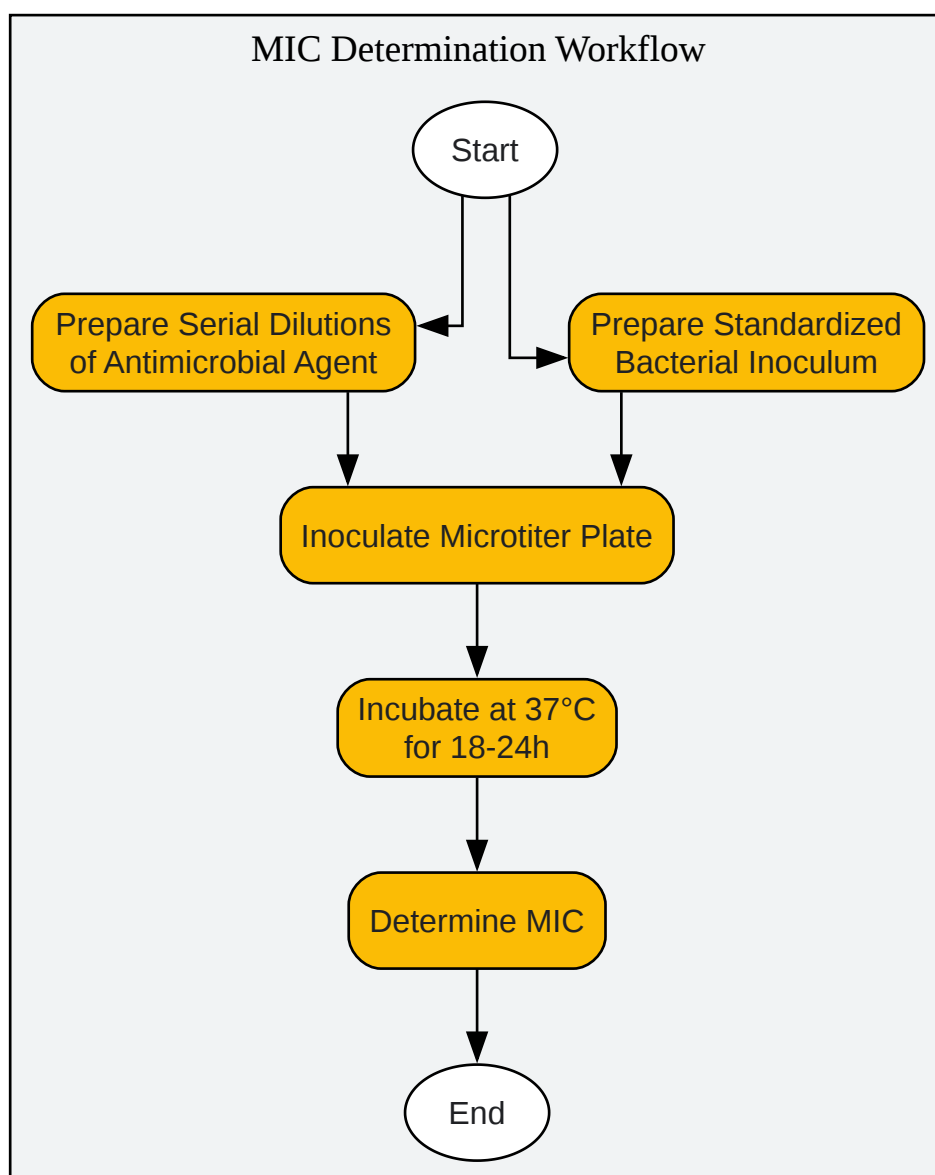 MIC Determination Workflow
Start
Prepare Serial Dilutions
of Antimicrobial Agent
Prepare Standardized
Bacterial Inoculum
Inoculate Microtiter Plate
Incubate at 37°C
for 18-24h
Determine MIC
End